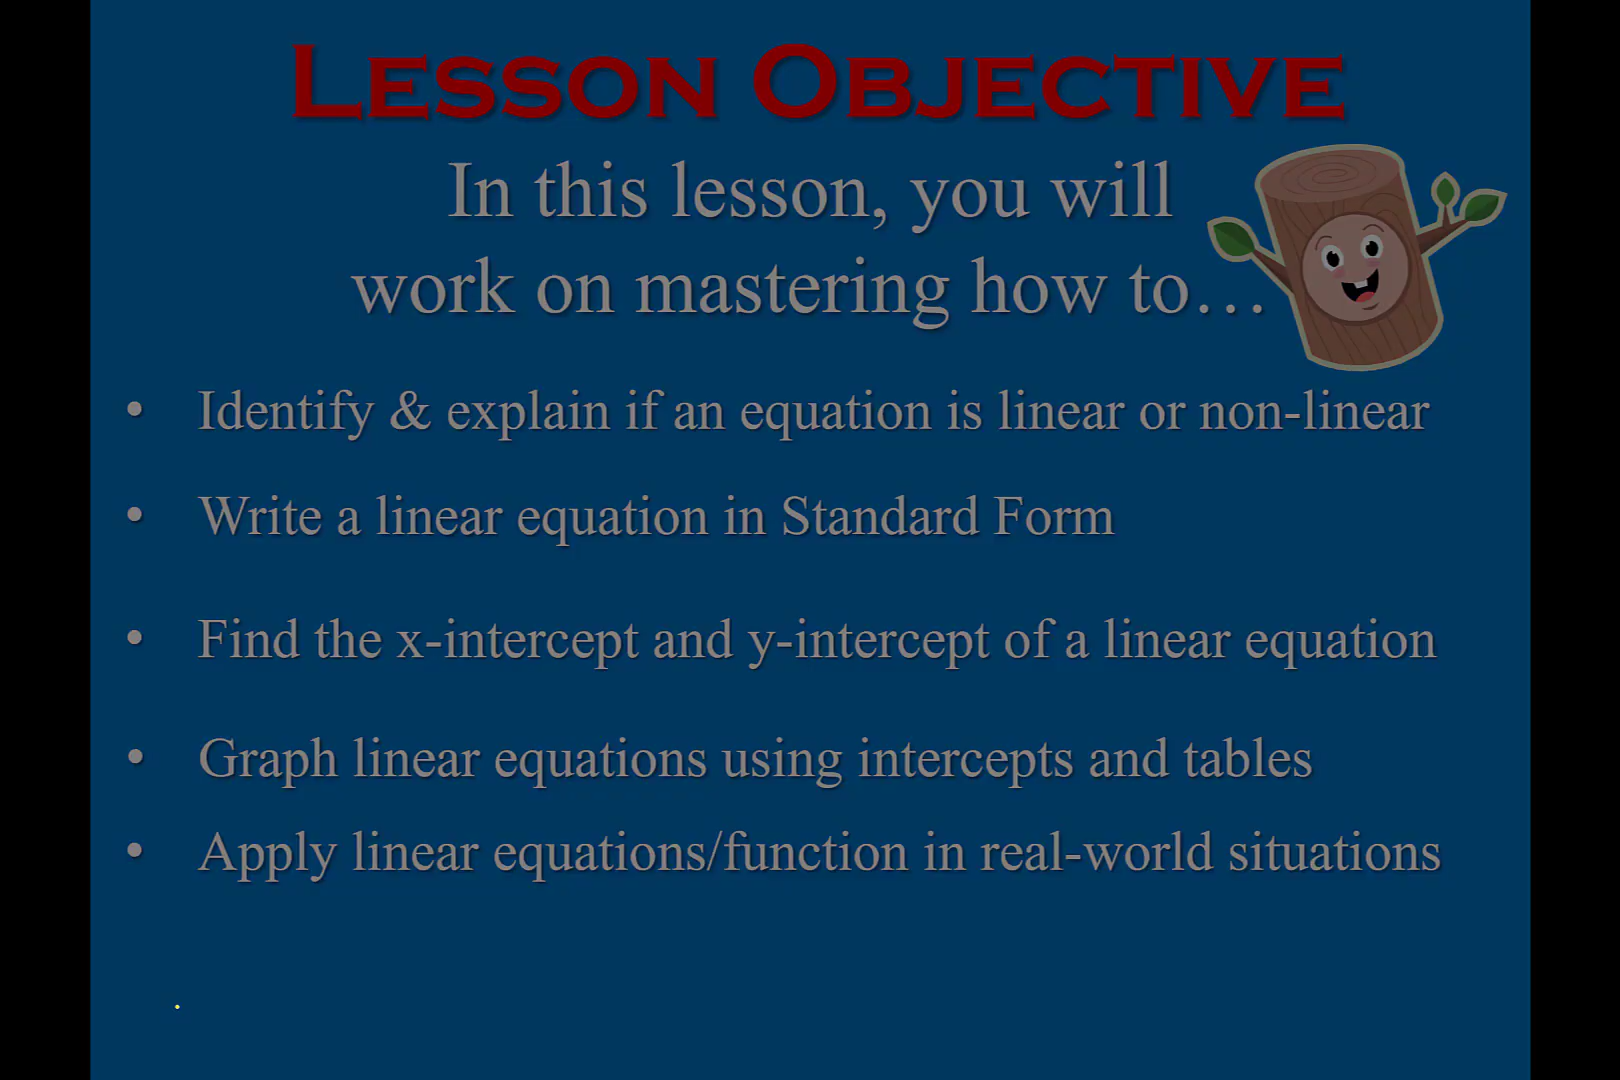 LESSON OBJECTIVE
In this lesson, you will
work on mastering how to…
• Identify & explain if an equation is linear or non-linear
• Write a linear equation in Standard Form
• Find the x-intercept and y-intercept of a linear equation
• Graph linear equations using intercepts and tables
• Apply linear equations/function in real-world situations